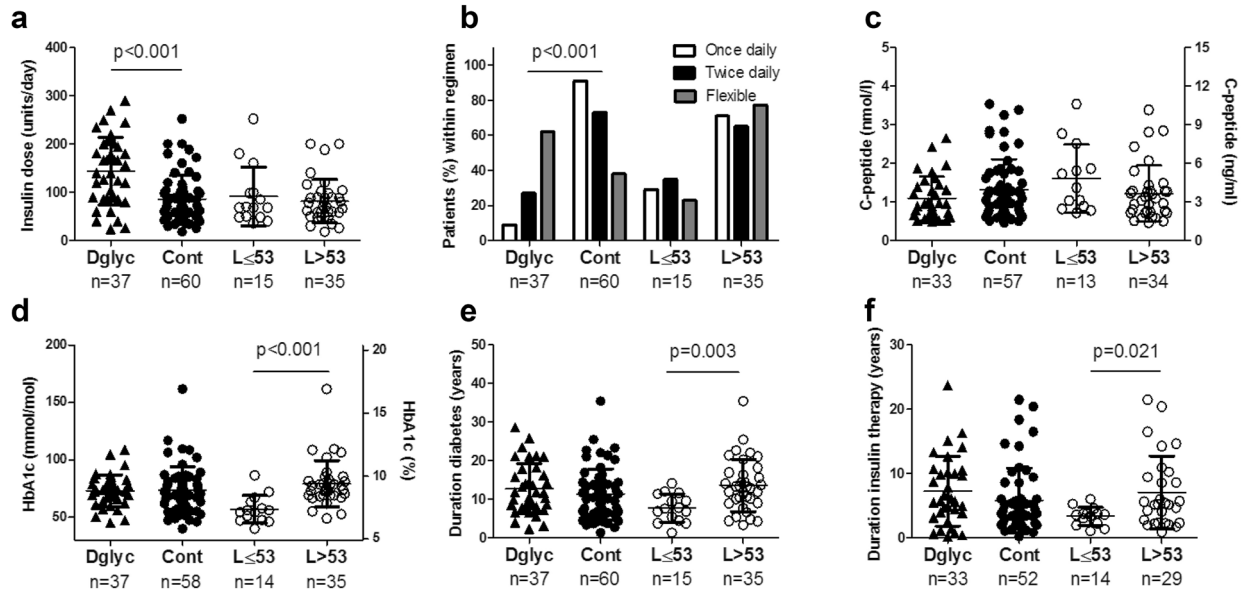 a
Insulin dose (units/day)
400
300
200
100
0
p<0.001
Dglyc Cont L≤53 L>53
n=37 n=60 n=15 n=35
b
Patients (%) within regimen
100
80
60
40
20
0
p<0.001
Once daily
Twice daily
Flexible
Dglyc Cont L≤53 L>53
n=37 n=60 n=15 n=35
c
C-peptide (nmol/l)
5
4
3
2
1
0
15
12
9
6
3
0
C-peptide (ng/ml)
Dglyc Cont L≤53 L>53
n=33 n=57 n=13 n=34
d
HbA1c (mmol/mol)
200
150
100
50
p<0.001
20
15
10
5
HbA1c (%)
Dglyc Cont L≤53 L>53
n=37 n=58 n=14 n=35
e
Duration diabetes (years)
50
40
30
20
10
0
p=0.003
Dglyc Cont L≤53 L>53
n=37 n=60 n=15 n=35
f
Duration insulin therapy (years)
30
20
10
0
p=0.021
Dglyc Cont L≤53 L>53
n=33 n=52 n=14 n=29